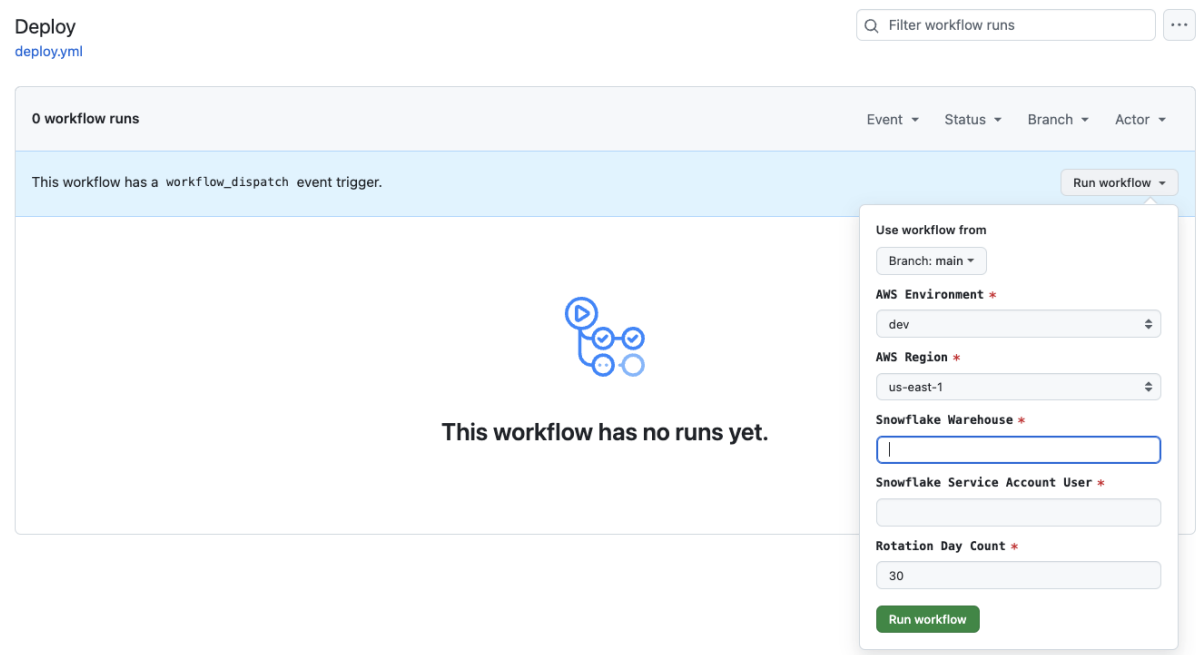 Deploy
Filter workflow runs
deploy.yml
0 workflow runs
Event Status Branch Actor
This workflow has a workflow_dispatch event trigger.
Run workflow
Use workflow from
Branch: main
AWS Environment *
dev
AWS Region *
us-east-1
Snowflake Warehouse *
Snowflake Service Account User *
Rotation Day Count *
30
Run workflow
This workflow has no runs yet.